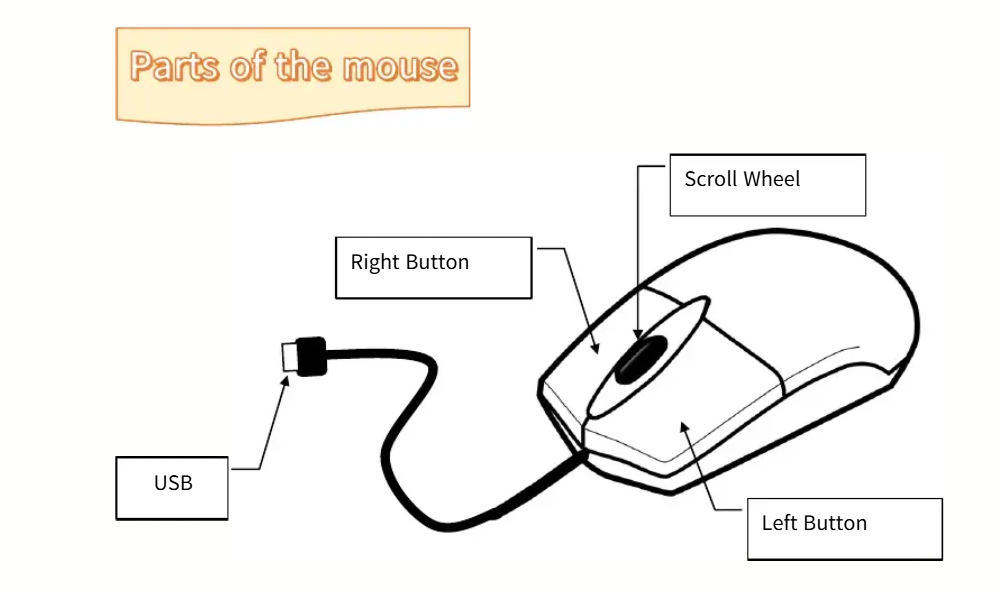 Parts of the mouse
Scroll Wheel
Right Button
USB
Left Button